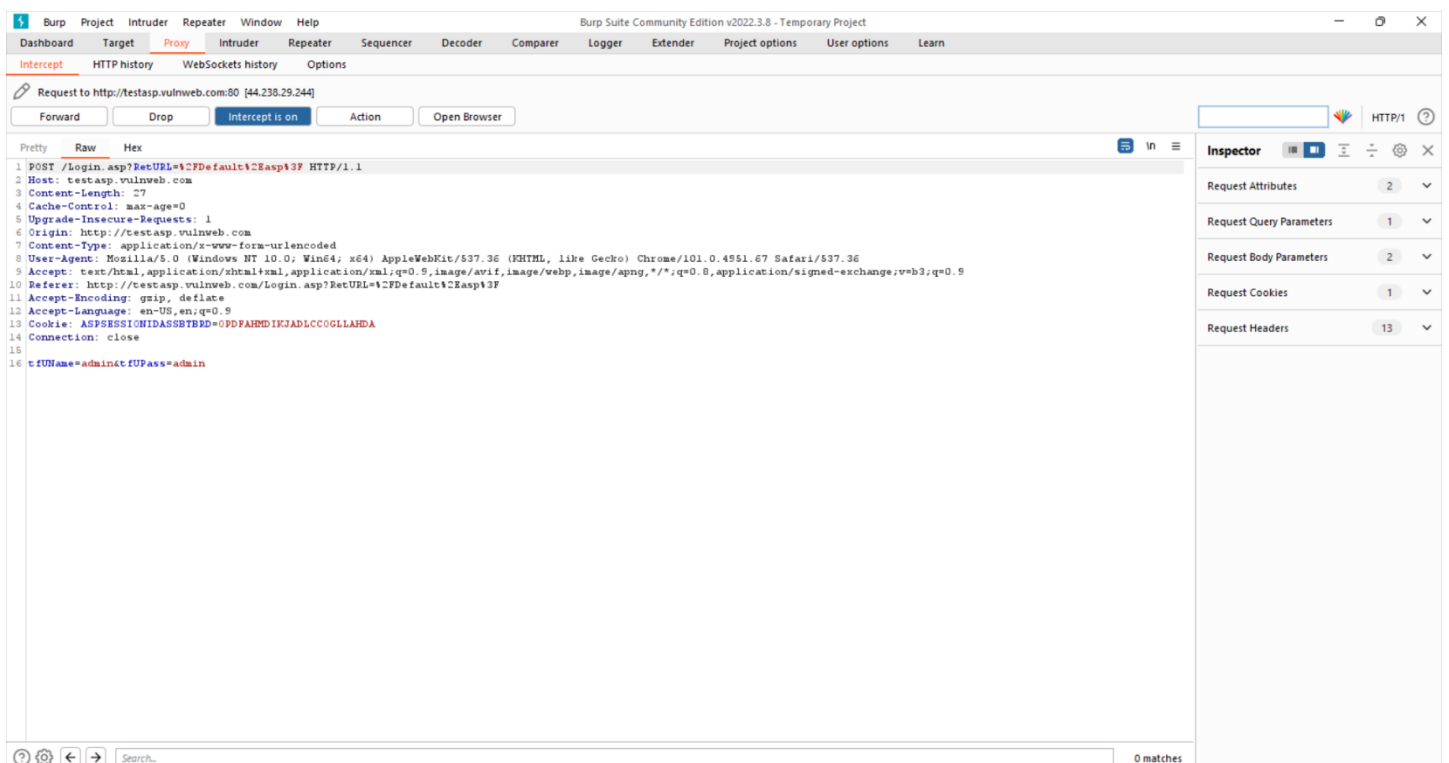 Burp Project Intruder Repeater Window Help Burp Suite Community Edition v2022.3.8 - Temporary Project
Dashboard Target Proxy Intruder Repeater Sequencer Decoder Comparer Logger Extender Project options User options Learn
Intercept HTTP history WebSockets history Options
Request to http://testasp.vulnweb.com:80 [44.238.29.244]
Forward Drop Intercept is on Action Open Browser HTTP/1
Pretty Raw Hex \n
1 POST /Login.asp?RetURL=%2FDefault%2Easp%3F HTTP/1.1
2 Host: testasp.vulnweb.com
3 Content-Length: 27
4 Cache-Control: max-age=0
5 Upgrade-Insecure-Requests: 1
6 Origin: http://testasp.vulnweb.com
7 Content-Type: application/x-www-form-urlencoded
8 User-Agent: Mozilla/5.0 (Windows NT 10.0; Win64; x64) AppleWebKit/537.36 (KHTML, like Gecko) Chrome/101.0.4951.67 Safari/537.36
9 Accept: text/html,application/xhtml+xml,application/xml;q=0.9,image/avif,image/webp,image/apng,*/*;q=0.8,application/signed-exchange;v=b3;q=0.9
10 Referer: http://testasp.vulnweb.com/Login.asp?RetURL=%2FDefault%2Easp%3F
11 Accept-Encoding: gzip, deflate
12 Accept-Language: en-US,en;q=0.9
13 Cookie: ASPSESSIONIDASSBTBRD=OPDFAHMDIKJADLCCOGLLAHDA
14 Connection: close
15
16 tfUName=admin&tfUPass=admin
Inspector
Request Attributes 2
Request Query Parameters 1
Request Body Parameters 2
Request Cookies 1
Request Headers 13
Search... 0 matches